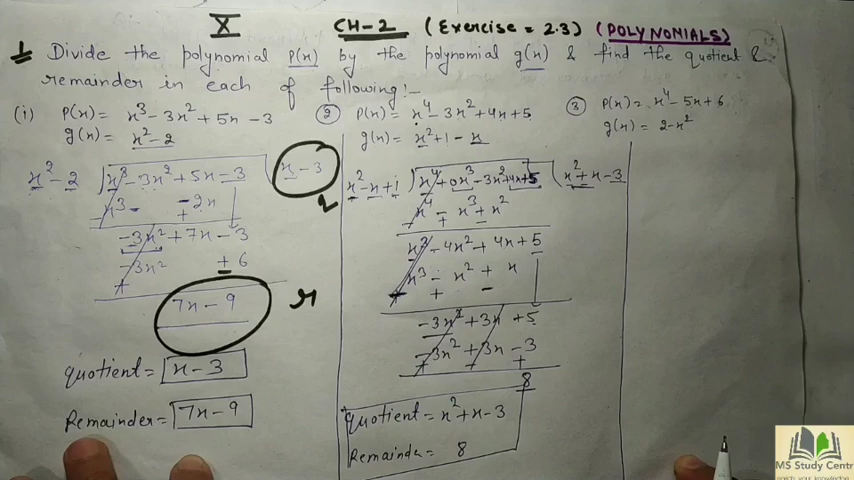 X CH-2 (Exercise = 2.3) (POLYNOMIALS)
1 Divide the polynomial p(x) by the polynomial g(x) & find the quotient &
remainder in each of following:-
(i) P(x) = x³ - 3x² + 5x - 3
g(x) = x² - 2
x² - 2 ) x³ - 3x² + 5x - 3 ( x - 3
x³ - 2x
- +
-3x² + 7x - 3
-3x² + 6
+
7x - 9
r
quotient = x - 3
Remainder = 7x - 9
2 P(x) = x⁴ - 3x² + 4x + 5
g(x) = x² + 1 - x
x² - x + 1 ) x⁴ + 0x³ - 3x² + 4x + 5 ( x² + x - 3
x⁴ - x³ + x²
- + -
x³ - 4x² + 4x + 5
x³ - x² + x
- + -
-3x² + 3x + 5
-3x² + 3x - 3
+ - +
8
quotient = x² + x - 3
Remainder = 8
3 P(x) = x⁴ - 5x + 6
g(x) = 2 - x²
MS Study Centr